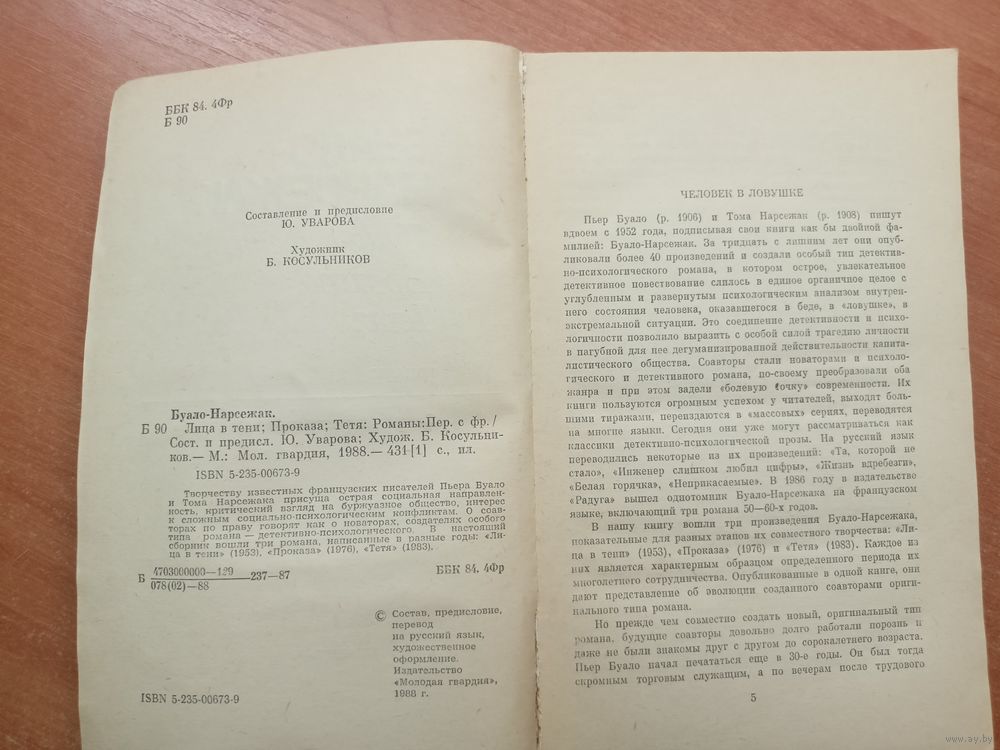 ББК 84. 4Фр
Б 90
Составление и предисловие
Ю. УВАРОВА
Художник
Б. КОСУЛЬНИКОВ
Буало-Нарсежак.
Б 90 Лица в тени; Проказа; Тетя: Романы:Пер. с фр./
Сост. и предисл. Ю. Уварова; Худож. Б. Косульни-
ков.— М.: Мол. гвардия, 1988.— 431[1] с., ил.
ISBN 5-235-00673-9
Творчеству известных французских писателей Пьера Буало
и Тома Нарсежака присуща острая социальная направлен-
ность, критический взгляд на буржуазное общество, интерес
к сложным социально-психологическим конфликтам. О соав-
торах по праву говорят как о новаторах, создателях особого
типа романа — детективно-психологического. В настоящий
сборник вошли три романа, написанные в разные годы: «Ли-
ца в тени» (1953), «Проказа» (1976), «Тетя» (1983).
Б 4703000000—129
078(02)—88 237—87 ББК 84. 4Фр
© Состав, предисловие,
перевод
на русский язык,
художественное
оформление.
Издательство
«Молодая гвардия»,
1988 г.
ISBN 5-235-00673-9
ЧЕЛОВЕК В ЛОВУШКЕ
Пьер Буало (р. 1906) и Тома Нарсежак (р. 1908) пишут
вдвоем с 1952 года, подписывая свои книги как бы двойной фа-
милией: Буало-Нарсежак. За тридцать с лишним лет они опуб-
ликовали более 40 произведений и создали особый тип детектив-
но-психологического романа, в котором острое, увлекательное
детективное повествование слилось в единое органичное целое с
углубленным и развернутым психологическим анализом внутрен-
него состояния человека, оказавшегося в беде, в «ловушке», в
экстремальной ситуации. Это соединение детективности и психо-
логичности позволило выразить с особой силой трагедию личности
в пагубной для нее дегуманизированной действительности капита-
листического общества. Соавторы стали новаторами в психоло-
гического и детективного романа, по-своему преобразовали оба
жанра и при этом задели «болевую точку» современности. Их
книги пользуются огромным успехом у читателей, выходят боль-
шими тиражами, переиздаются в «массовых» сериях, переводятся
на многие языки. Сегодня они уже могут рассматриваться как
классики детективно-психологической прозы. На русский язык
переводились некоторые из их произведений: «Та, которой не
стало», «Инженер слишком любил цифры», «Жизнь вдребезги»,
«Белая горячка», «Неприкасаемые». В 1986 году в издательстве
«Радуга» вышел однотомник Буало-Нарсежака на французском
языке, включающий три романа 50—60-х годов.
В нашу книгу вошли три произведения Буало-Нарсежака,
показательные для разных этапов их совместного творчества: «Ли-
ца в тени» (1953), «Проказа» (1976) и «Тетя» (1983). Каждое из
них является характерным образцом определенного периода их
многолетнего сотрудничества. Опубликованные в одной книге, они
дают представление об эволюции созданного соавторами ориги-
нального типа романа.
Но прежде чем совместно создать новый, оригинальный тип
романа, будущие соавторы довольно долго работали порознь и
даже не были знакомы друг с другом до сорокалетнего возраста.
Пьер Буало начал печататься еще в 30-е годы. Он был тогда
скромным торговым служащим, а по вечерам после трудового
5
www.ay.by